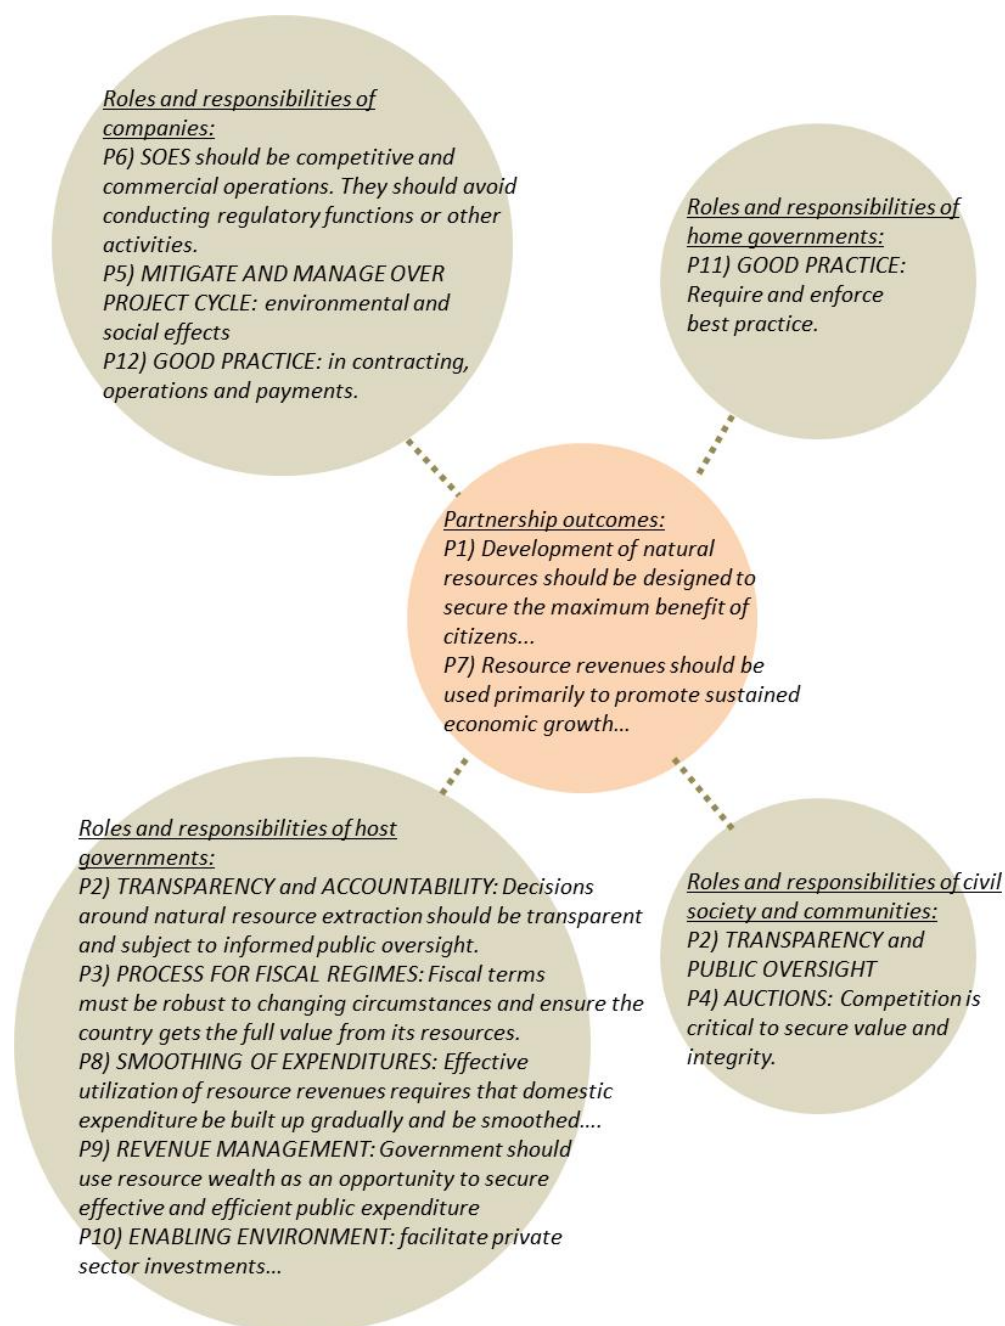 Roles and responsibilities of
companies:
P6) SOES should be competitive and
commercial operations. They should avoid
conducting regulatory functions or other
activities.
P5) MITIGATE AND MANAGE OVER
PROJECT CYCLE: environmental and
social effects
P12) GOOD PRACTICE: in contracting,
operations and payments.
Roles and responsibilities of
home governments:
P11) GOOD PRACTICE:
Require and enforce
best practice.
Partnership outcomes:
P1) Development of natural
resources should be designed to
secure the maximum benefit of
citizens...
P7) Resource revenues should be
used primarily to promote sustained
economic growth...
Roles and responsibilities of host
governments:
P2) TRANSPARENCY and ACCOUNTABILITY: Decisions
around natural resource extraction should be transparent
and subject to informed public oversight.
P3) PROCESS FOR FISCAL REGIMES: Fiscal terms
must be robust to changing circumstances and ensure the
country gets the full value from its resources.
P8) SMOOTHING OF EXPENDITURES: Effective
utilization of resource revenues requires that domestic
expenditure be built up gradually and be smoothed....
P9) REVENUE MANAGEMENT: Government should
use resource wealth as an opportunity to secure
effective and efficient public expenditure
P10) ENABLING ENVIRONMENT: facilitate private
sector investments...
Roles and responsibilities of civil
society and communities:
P2) TRANSPARENCY and
PUBLIC OVERSIGHT
P4) AUCTIONS: Competition is
critical to secure value and
integrity.